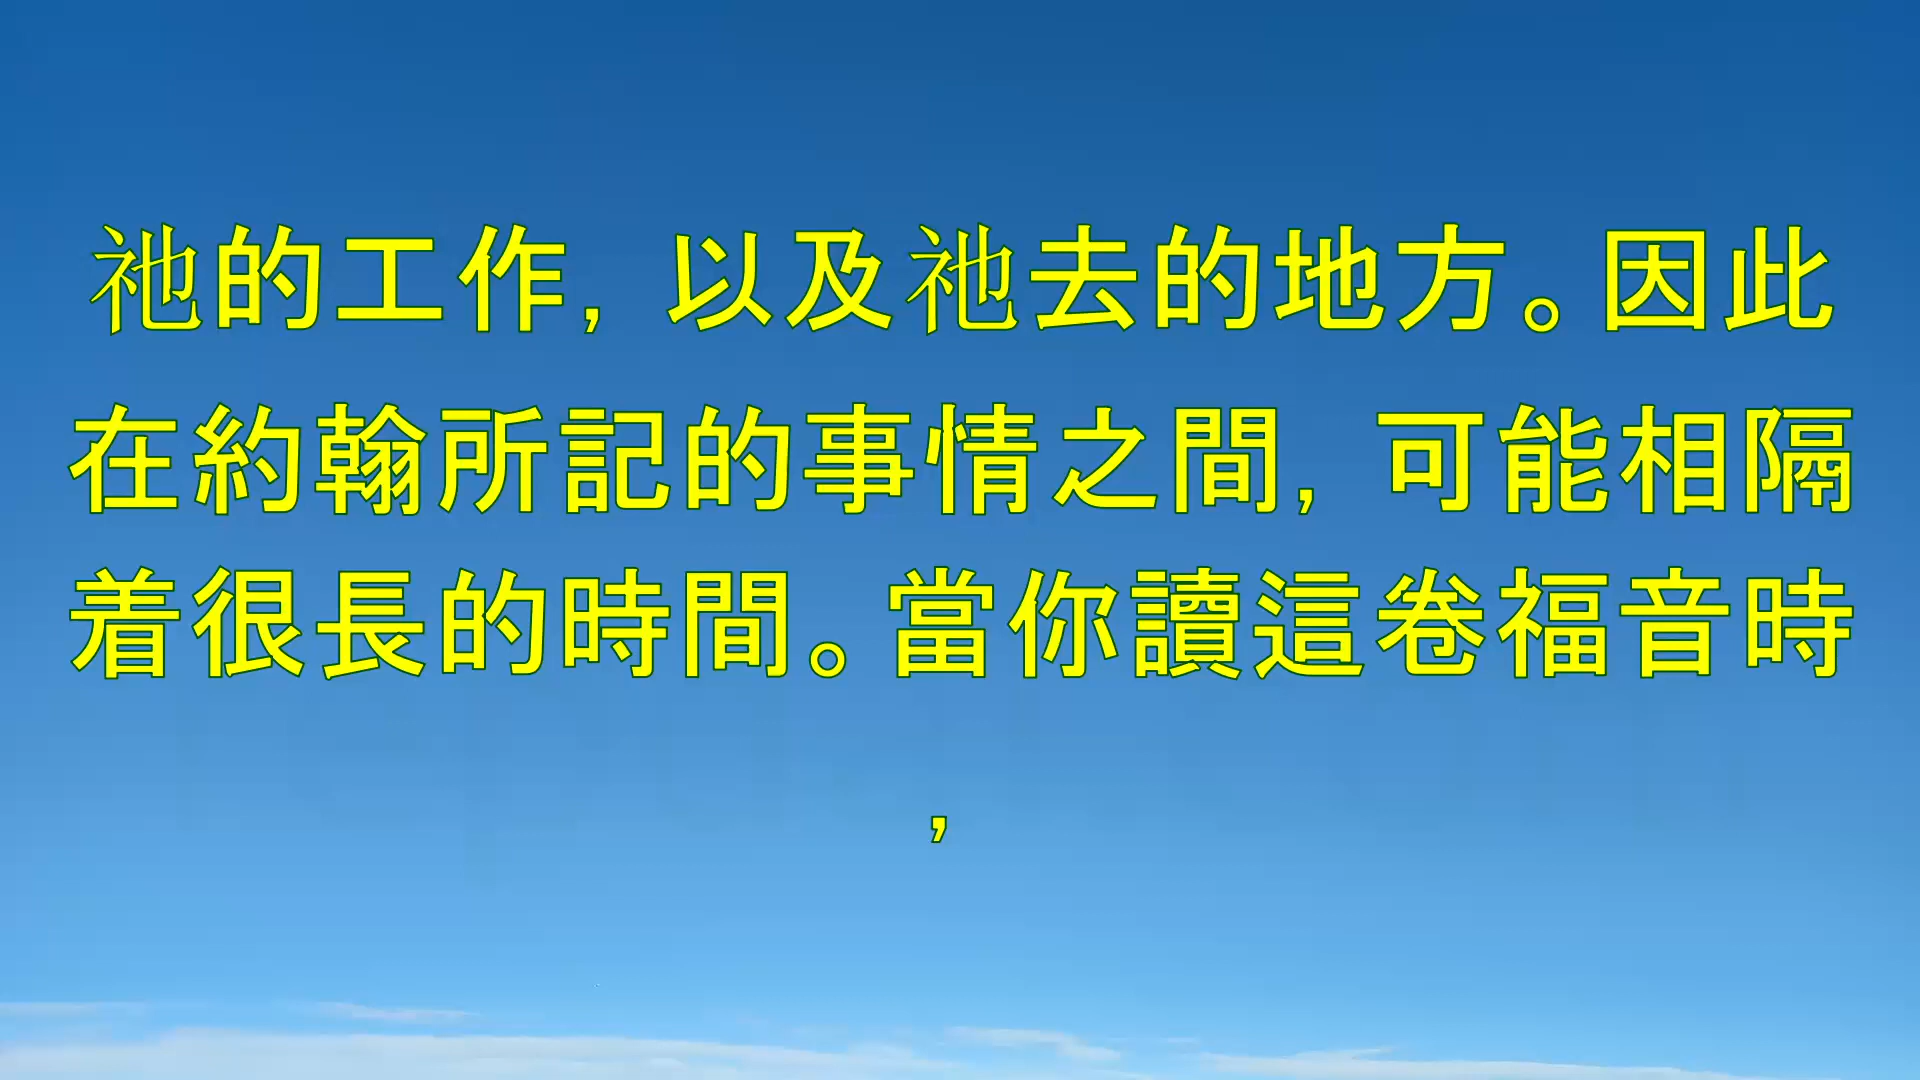 祂的工作，以及祂去的地方。因此
在約翰所記的事情之間，可能相隔
着很長的時間。當你讀這卷福音時
，